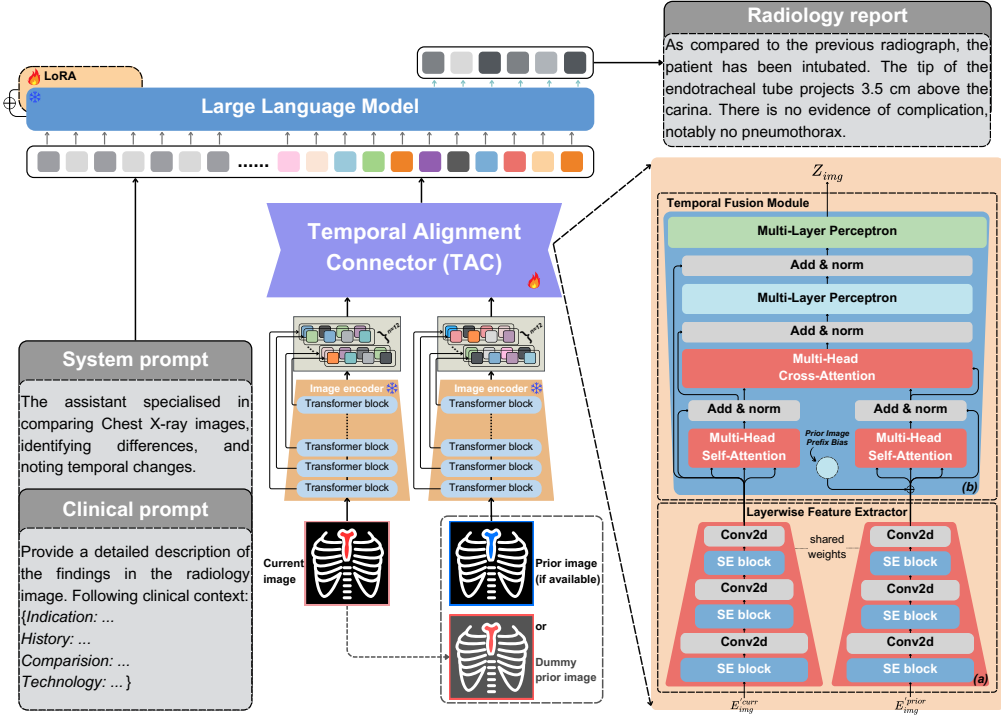 Radiology report
As compared to the previous radiograph, the
patient has been intubated. The tip of the
endotracheal tube projects 3.5 cm above the
carina. There is no evidence of complication,
notably no pneumothorax.
LoRA
Large Language Model
......
Temporal Alignment
Connector (TAC)
n=12
n=12
Image encoder
Transformer block
Transformer block
Transformer block
Transformer block
Image encoder
Transformer block
Transformer block
Transformer block
Transformer block
Current
image
Prior image
(if available)
or
Dummy
prior image
System prompt
The assistant specialised in
comparing Chest X-ray images,
identifying differences, and
noting temporal changes.
Clinical prompt
Provide a detailed description of
the findings in the radiology
image. Following clinical context:
{Indication: ...
History: ...
Comparision: ...
Technology: ... }
Z_img
Temporal Fusion Module
Multi-Layer Perceptron
Add & norm
Multi-Layer Perceptron
Add & norm
Multi-Head
Cross-Attention
Add & norm
Add & norm
Multi-Head
Self-Attention
Prior Image
Prefix Bias
Multi-Head
Self-Attention
(b)
Layerwise Feature Extractor
Conv2d
SE block
Conv2d
SE block
Conv2d
SE block
shared
weights
Conv2d
SE block
Conv2d
SE block
Conv2d
SE block
(a)
E'^curr_img
E'^prior_img